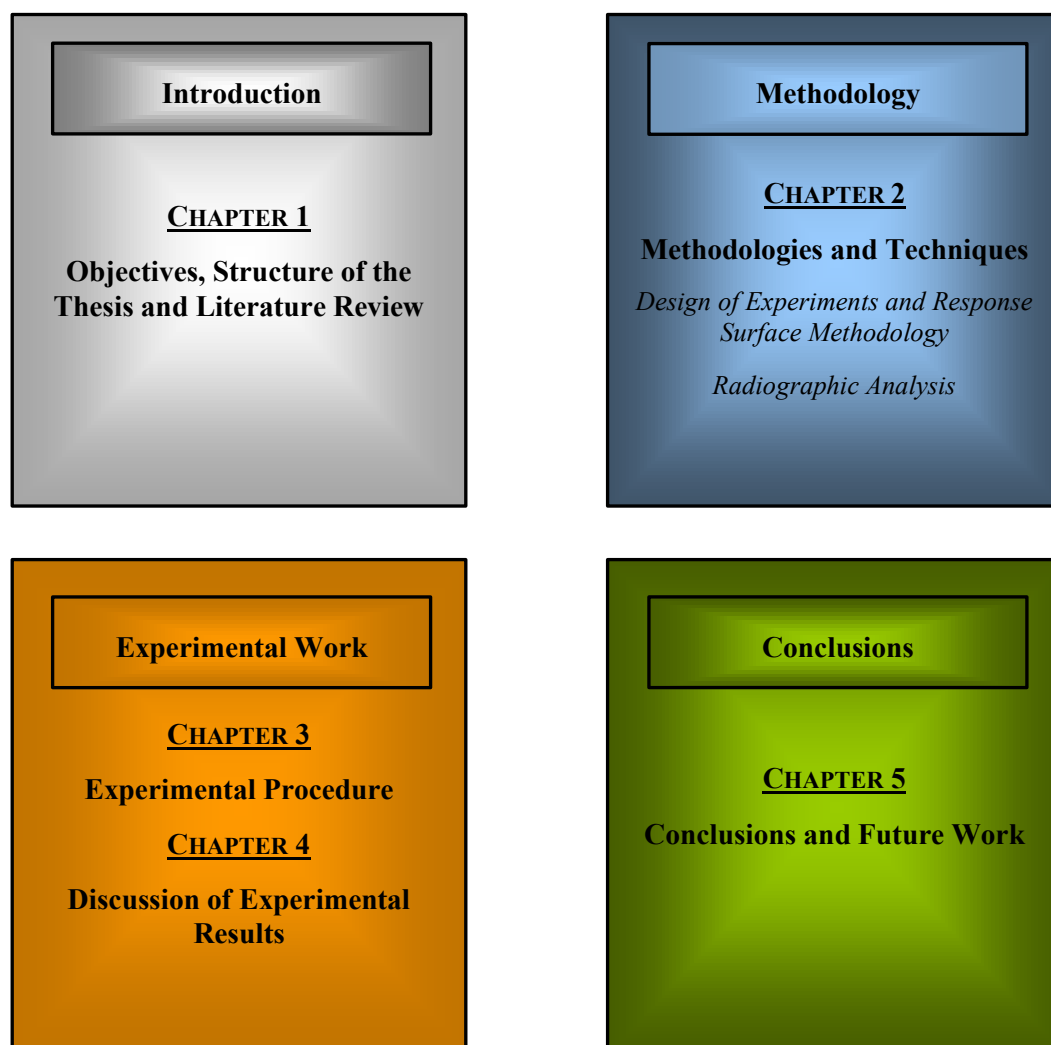 Introduction
CHAPTER 1
Objectives, Structure of the
Thesis and Literature Review
Methodology
CHAPTER 2
Methodologies and Techniques
Design of Experiments and Response
Surface Methodology
Radiographic Analysis
Experimental Work
CHAPTER 3
Experimental Procedure
CHAPTER 4
Discussion of Experimental
Results
Conclusions
CHAPTER 5
Conclusions and Future Work